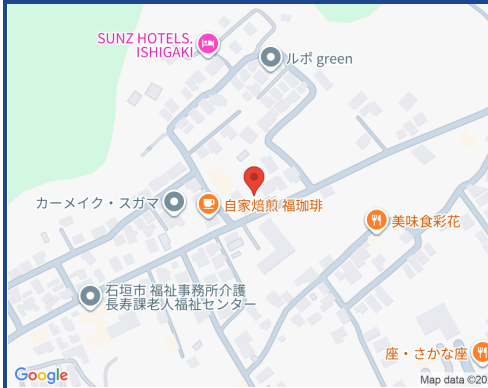 SUNZ HOTELS.
ISHIGAKI
ルポ green
カーメイク・スガマ
自家焙煎 福珈琲
美味食彩花
石垣市 福祉事務所介護
長寿課老人福祉センター
座・さかな座
Google
Map data ©20